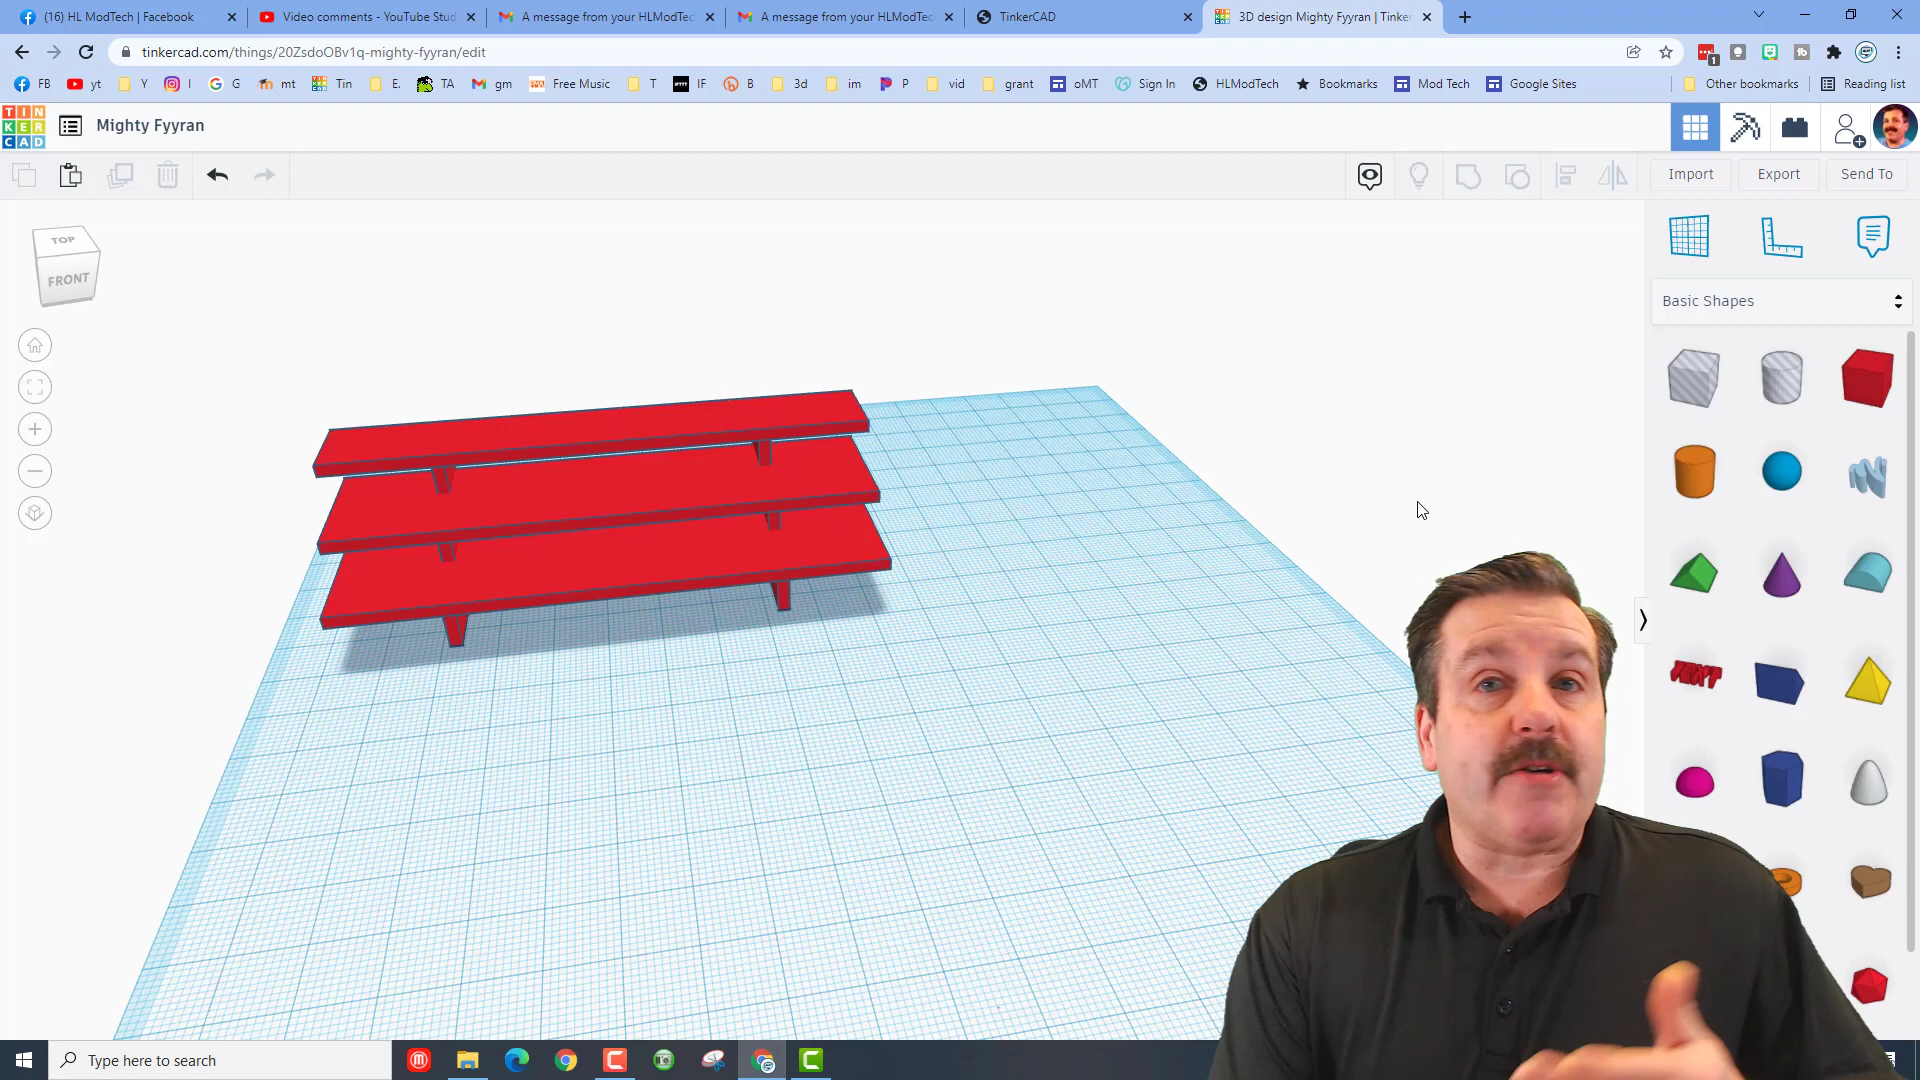 (16) HL ModTech | Facebook
Video comments - YouTube Stud
A message from your HLModTec
A message from your HLModTec
TinkerCAD
3D design Mighty Fyyran | Tinker
tinkercad.com/things/20ZsdoOBv1q-mighty-fyyran/edit
1
FB
yt
Y
I
G
mt
Tin
E.
TA
gm
Free Music
T
IF
B
3d
im
P
vid
grant
oMT
Sign In
HLModTech
Bookmarks
Mod Tech
Google Sites
Other bookmarks
Reading list
TIN
KER
CAD
Mighty Fyyran
Import
Export
Send To
TOP
FRONT
Basic Shapes
TEXT
Type here to search